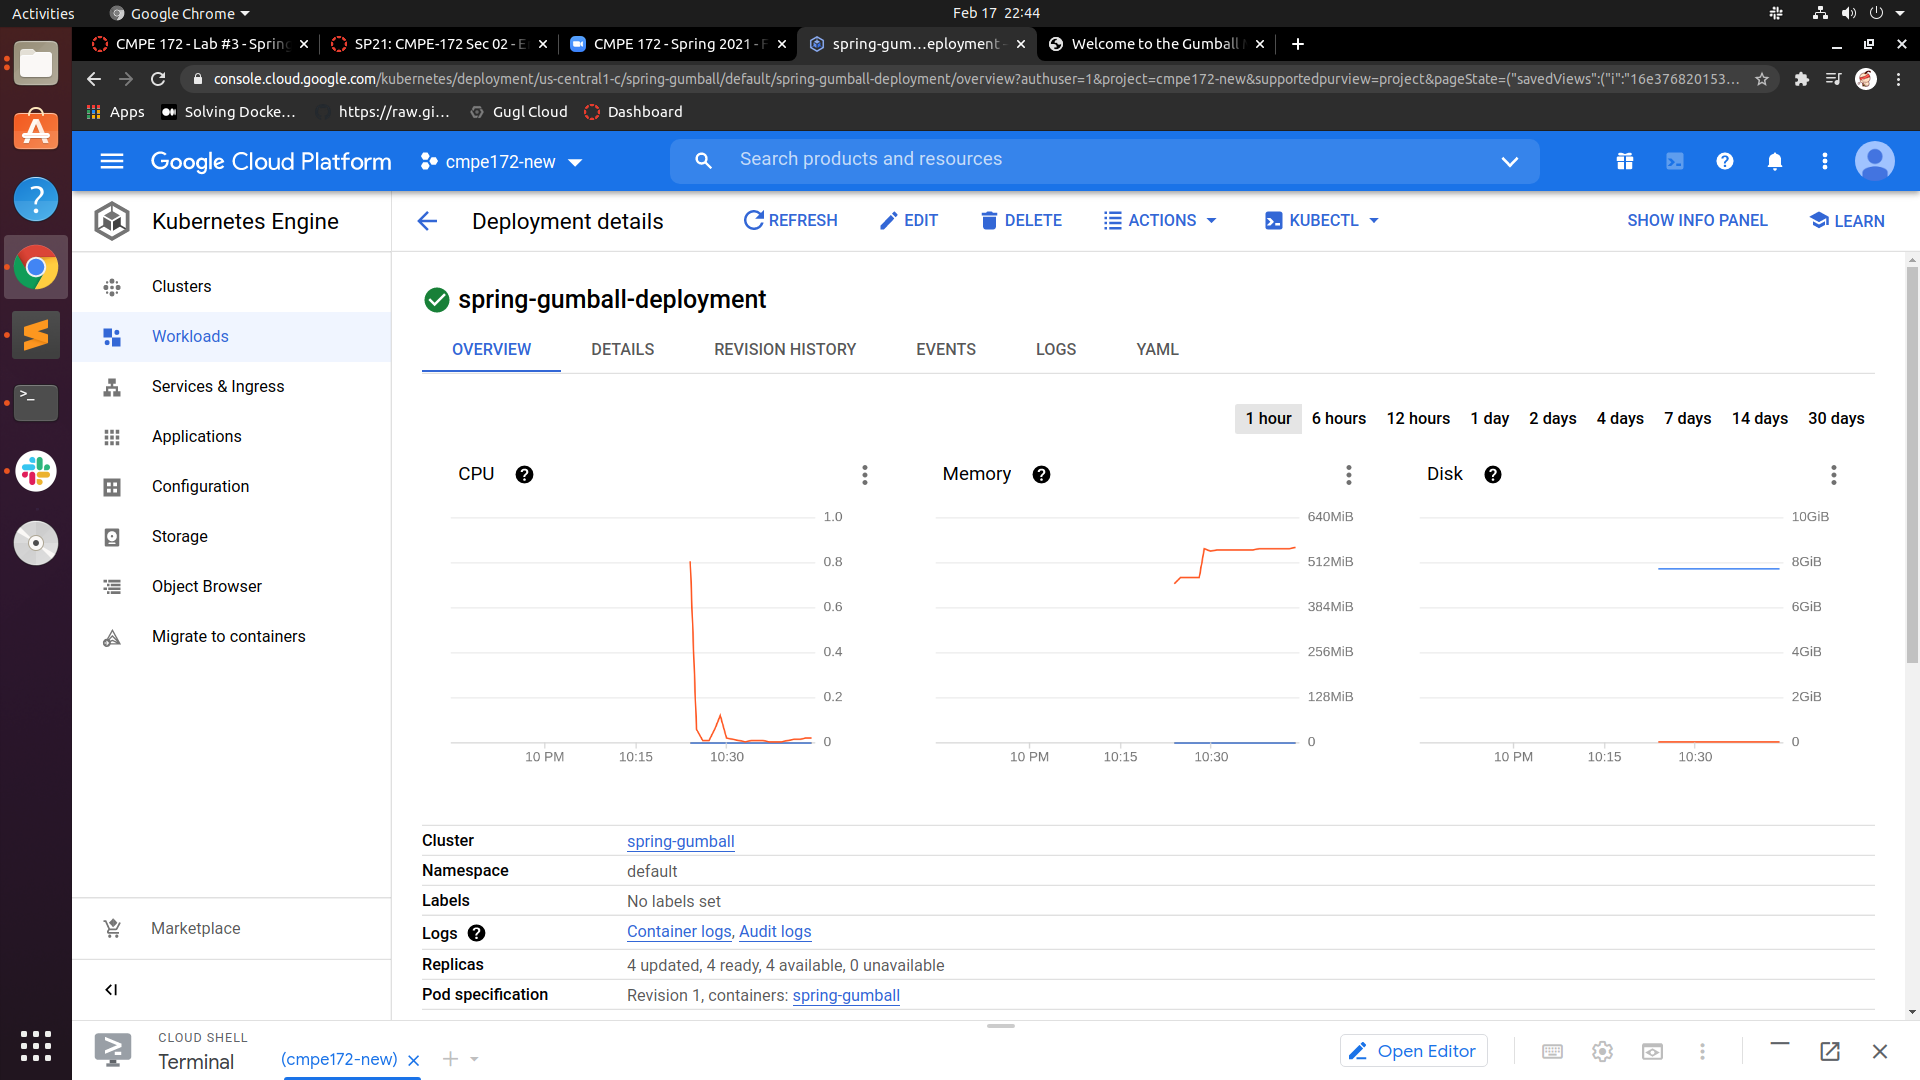 Activities
Google Chrome
Feb 17 22:44
CMPE 172 - Lab #3 - Spring
SP21: CMPE-172 Sec 02 - E
CMPE 172 - Spring 2021 - F
spring-gum...eployment -
Welcome to the Gumball
console.cloud.google.com/kubernetes/deployment/us-central1-c/spring-gumball/default/spring-gumball-deployment/overview?authuser=1&project=cmpe172-new&supportedpurview=project&pageState=("savedViews":("i":"16e376820153...
Apps
Solving Docke...
https://raw.gi...
Gugl Cloud
Dashboard
Google Cloud Platform
cmpe172-new
Search products and resources
Kubernetes Engine
Deployment details
REFRESH
EDIT
DELETE
ACTIONS
KUBECTL
SHOW INFO PANEL
LEARN
Clusters
Workloads
Services & Ingress
Applications
Configuration
Storage
Object Browser
Migrate to containers
Marketplace
spring-gumball-deployment
OVERVIEW
DETAILS
REVISION HISTORY
EVENTS
LOGS
YAML
1 hour
6 hours
12 hours
1 day
2 days
4 days
7 days
14 days
30 days
CPU
1.0
0.8
0.6
0.4
0.2
0
10 PM
10:15
10:30
Memory
640MiB
512MiB
384MiB
256MiB
128MiB
0
10 PM
10:15
10:30
Disk
10GiB
8GiB
6GiB
4GiB
2GiB
0
10 PM
10:15
10:30
Cluster spring-gumball
Namespace default
Labels No labels set
Logs Container logs, Audit logs
Replicas 4 updated, 4 ready, 4 available, 0 unavailable
Pod specification Revision 1, containers: spring-gumball
CLOUD SHELL
Terminal
(cmpe172-new)
Open Editor